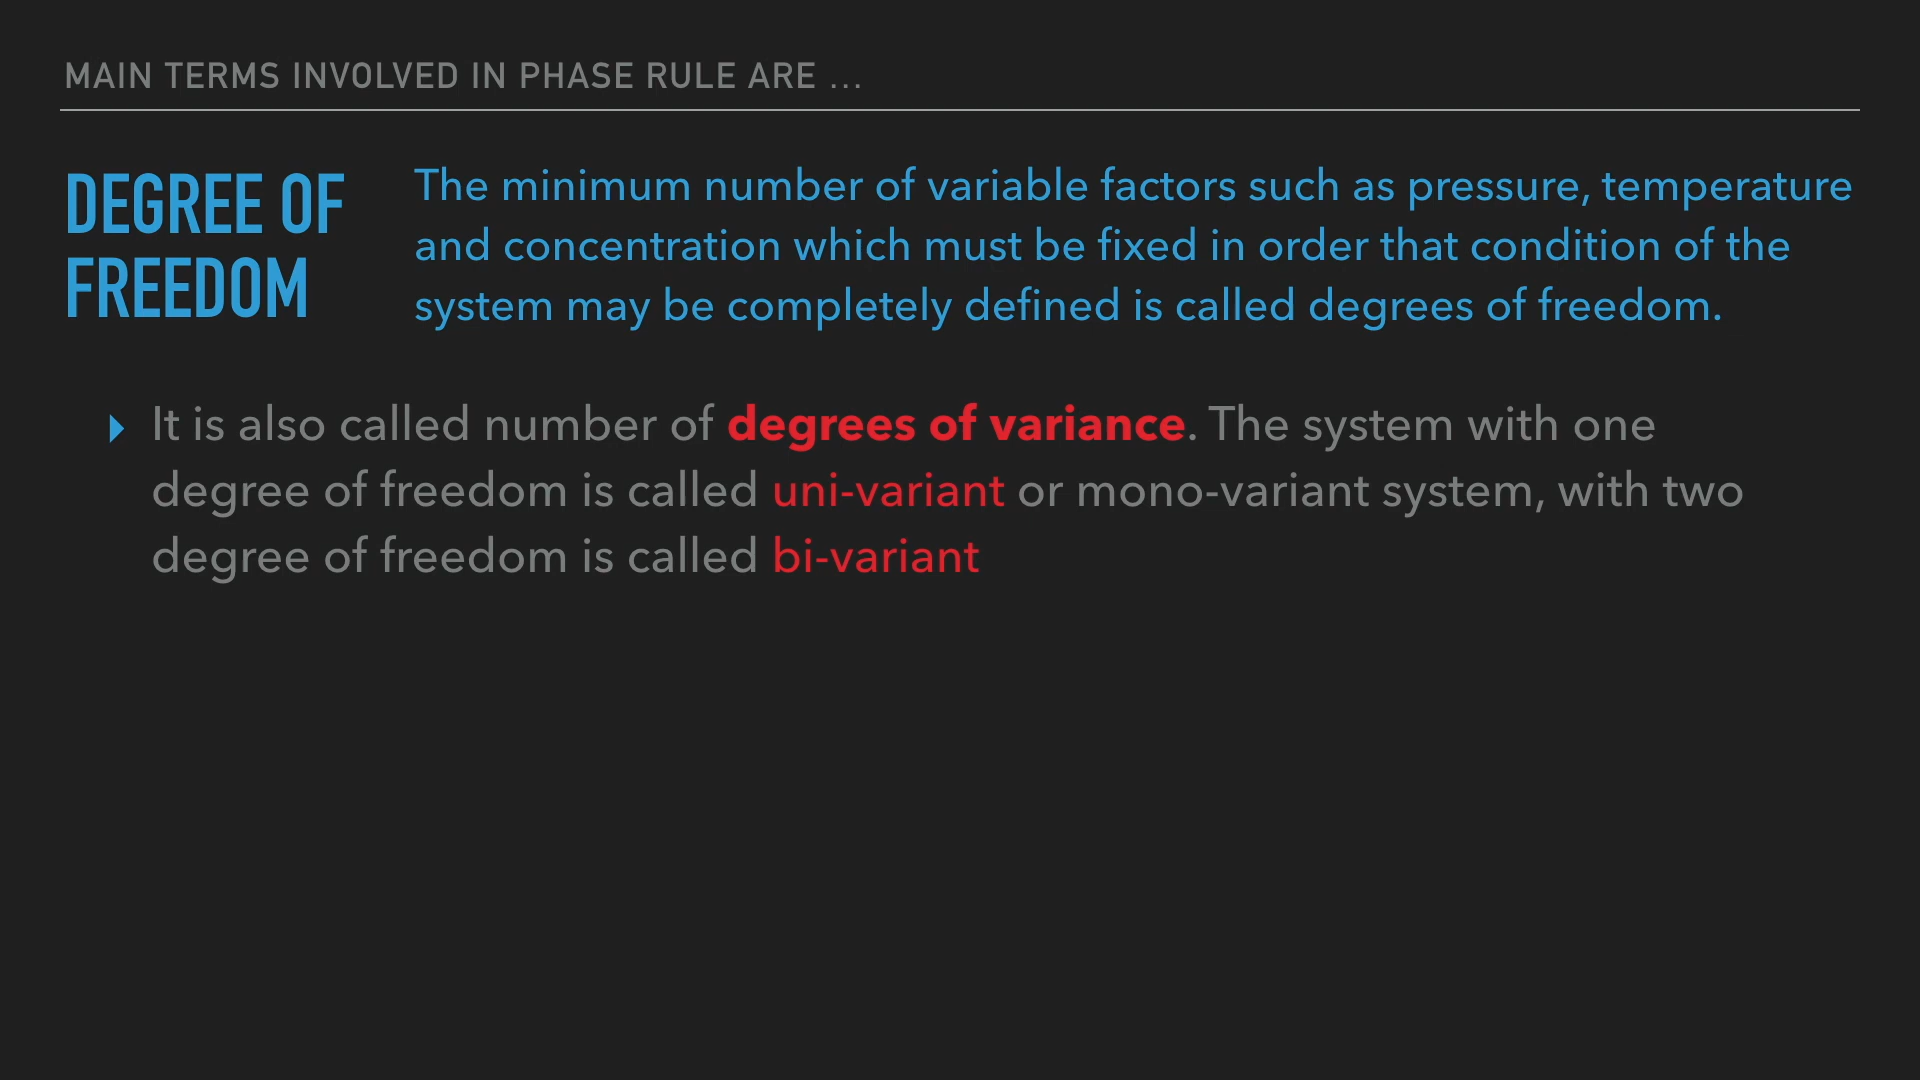 MAIN TERMS INVOLVED IN PHASE RULE ARE …
DEGREE OF
FREEDOM
The minimum number of variable factors such as pressure, temperature
and concentration which must be fixed in order that condition of the
system may be completely defined is called degrees of freedom.
It is also called number of degrees of variance. The system with one
degree of freedom is called uni-variant or mono-variant system, with two
degree of freedom is called bi-variant